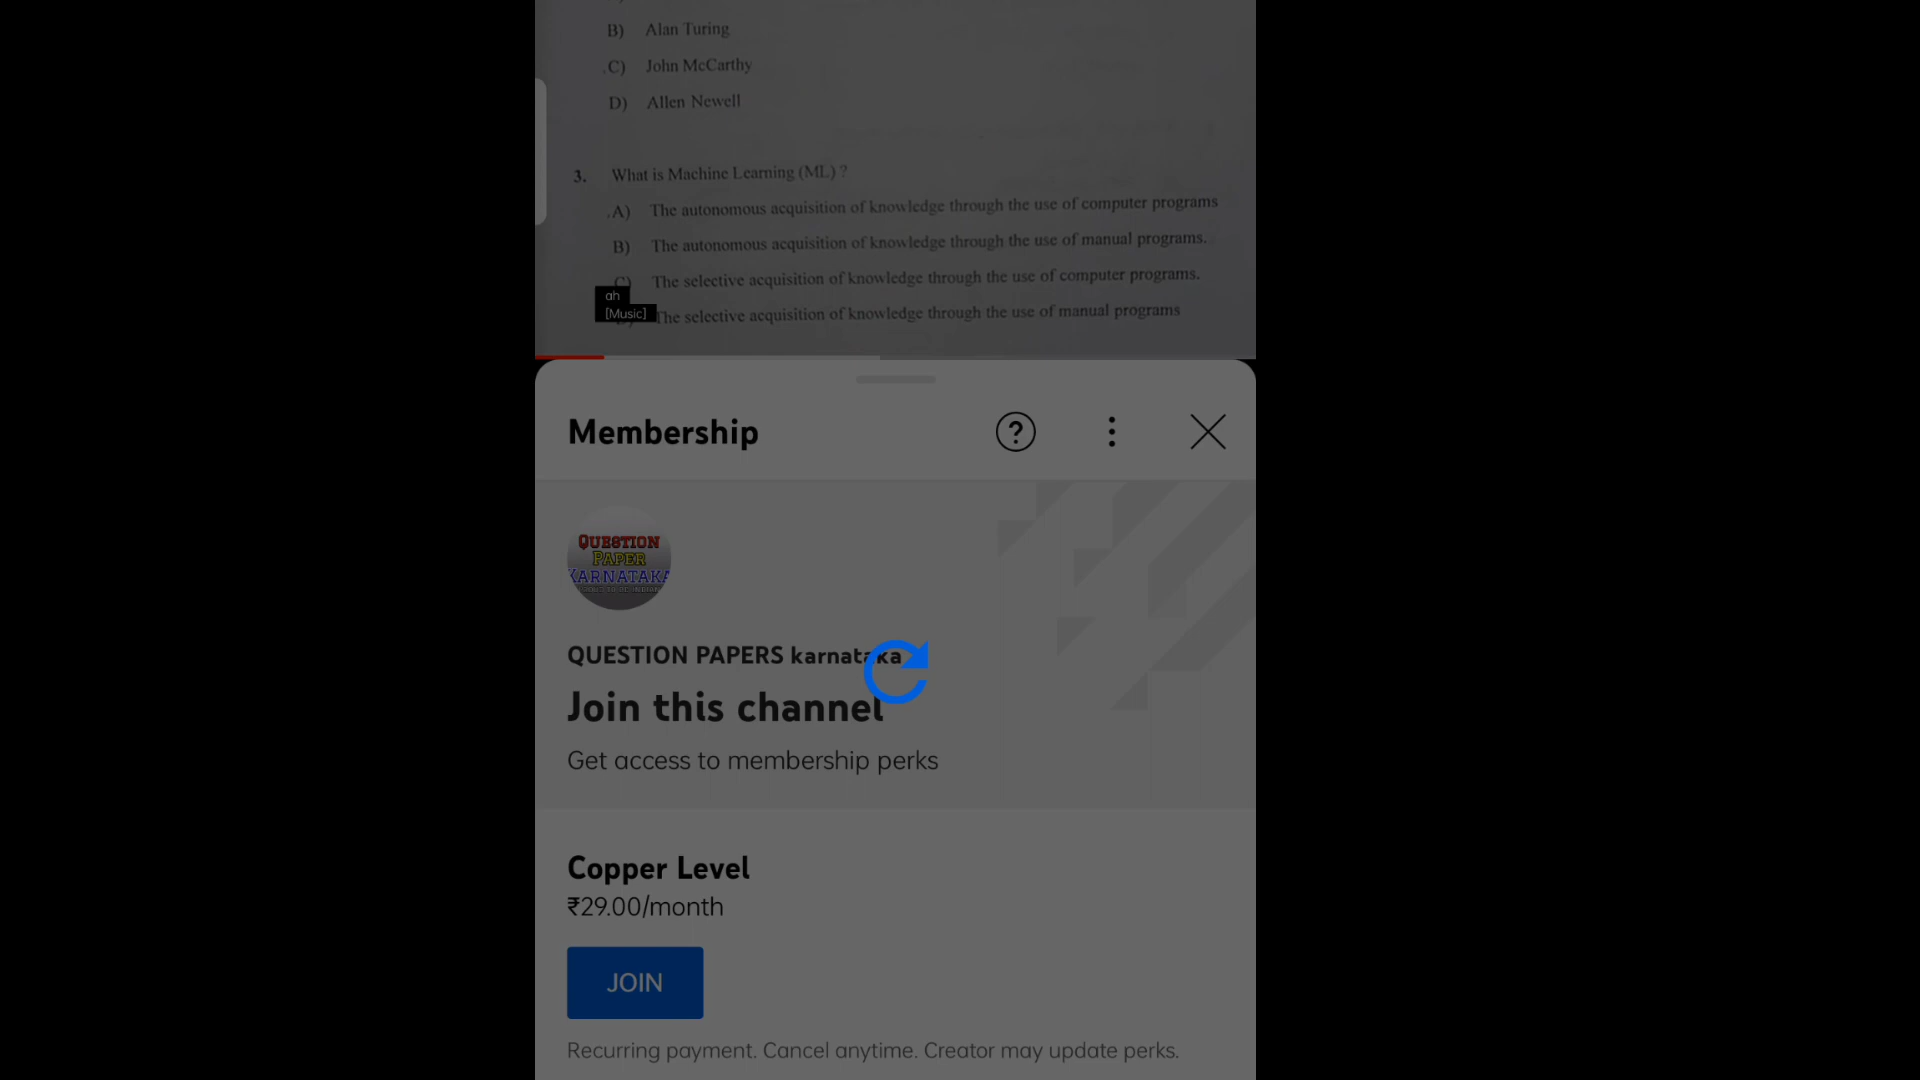 B) Alan Turing
C) John McCarthy
D) Allen Newell
3. What is Machine Learning (ML) ?
A) The autonomous acquisition of knowledge through the use of computer programs
B) The autonomous acquisition of knowledge through the use of manual programs.
C) The selective acquisition of knowledge through the use of computer programs.
The selective acquisition of knowledge through the use of manual programs
ah
[Music]
Membership
?
QUESTION
PAPER
KARNATAKA
QUESTION PAPERS karnataka
Join this channel
Get access to membership perks
Copper Level
₹29.00/month
JOIN
Recurring payment. Cancel anytime. Creator may update perks.